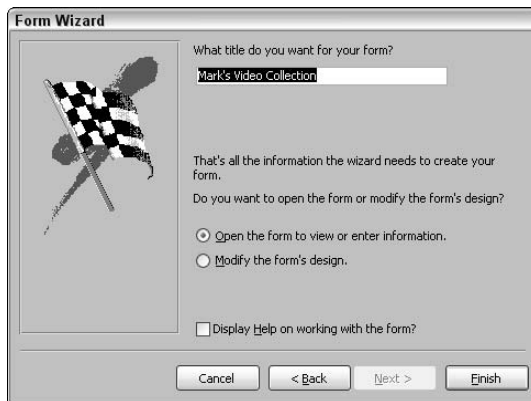 Form Wizard
What title do you want for your form?
Mark's Video Collection
That's all the information the wizard needs to create your
form.
Do you want to open the form or modify the form's design?
Open the form to view or enter information.
Modify the form's design.
Display Help on working with the form?
Cancel
< Back
Next >
Finish